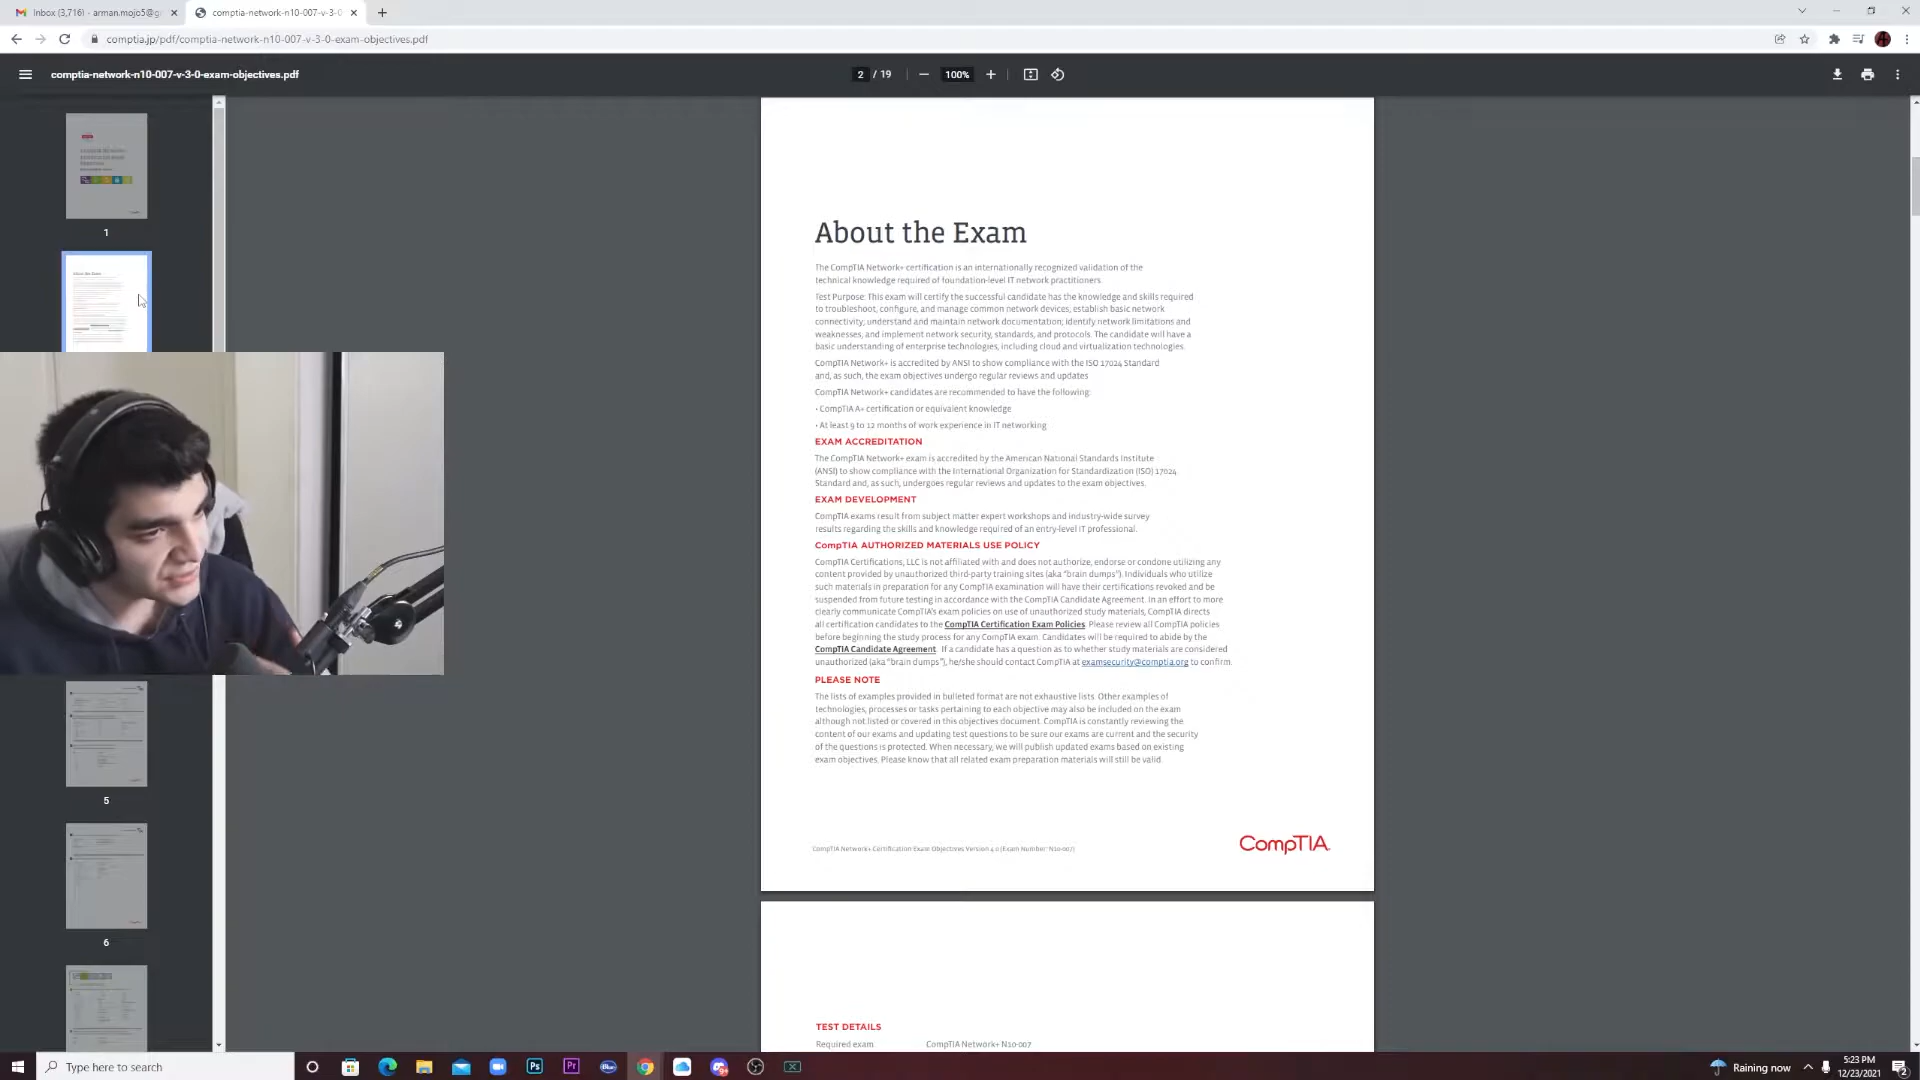 Inbox (3,716) - arman.mojo5@g
comptia-network-n10-007-v-3-0-
comptia.jp/pdf/comptia-network-n10-007-v-3-0-exam-objectives.pdf
comptia-network-n10-007-v-3-0-exam-objectives.pdf
2 / 19
100%
1
5
6
About the Exam
The CompTIA Network+ certification is an internationally recognized validation of the
technical knowledge required of foundation-level IT network practitioners.
Test Purpose: This exam will certify the successful candidate has the knowledge and skills required
to troubleshoot, configure, and manage common network devices; establish basic network
connectivity; understand and maintain network documentation; identify network limitations and
weaknesses; and implement network security, standards, and protocols. The candidate will have a
basic understanding of enterprise technologies, including cloud and virtualization technologies.
CompTIA Network+ is accredited by ANSI to show compliance with the ISO 17024 Standard
and, as such, the exam objectives undergo regular reviews and updates
CompTIA Network+ candidates are recommended to have the following:
• CompTIA A+ certification or equivalent knowledge
• At least 9 to 12 months of work experience in IT networking
EXAM ACCREDITATION
The CompTIA Network+ exam is accredited by the American National Standards Institute
(ANSI) to show compliance with the International Organization for Standardization (ISO) 17024
Standard and, as such, undergoes regular reviews and updates to the exam objectives.
EXAM DEVELOPMENT
CompTIA exams result from subject matter expert workshops and industry-wide survey
results regarding the skills and knowledge required of an entry-level IT professional.
CompTIA AUTHORIZED MATERIALS USE POLICY
CompTIA Certifications, LLC is not affiliated with and does not authorize, endorse or condone utilizing any
content provided by unauthorized third-party training sites (aka "brain dumps"). Individuals who utilize
such materials in preparation for any CompTIA examination will have their certifications revoked and be
suspended from future testing in accordance with the CompTIA Candidate Agreement. In an effort to more
clearly communicate CompTIA's exam policies on use of unauthorized study materials, CompTIA directs
all certification candidates to the CompTIA Certification Exam Policies. Please review all CompTIA policies
before beginning the study process for any CompTIA exam. Candidates will be required to abide by the
CompTIA Candidate Agreement. If a candidate has a question as to whether study materials are considered
unauthorized (aka "brain dumps"), he/she should contact CompTIA at examsecurity@comptia.org to confirm.
PLEASE NOTE
The lists of examples provided in bulleted format are not exhaustive lists. Other examples of
technologies, processes or tasks pertaining to each objective may also be included on the exam
although not listed or covered in this objectives document. CompTIA is constantly reviewing the
content of our exams and updating test questions to be sure our exams are current and the security
of the questions is protected. When necessary, we will publish updated exams based on existing
exam objectives. Please know that all related exam preparation materials will still be valid.
CompTIA Network+ Certification Exam Objectives Version 4.0 (Exam Number: N10-007)
CompTIA.
TEST DETAILS
Required exam CompTIA Network+ N10-007
Type here to search
Ps
Pr
Raining now
5:23 PM
12/23/2021
2